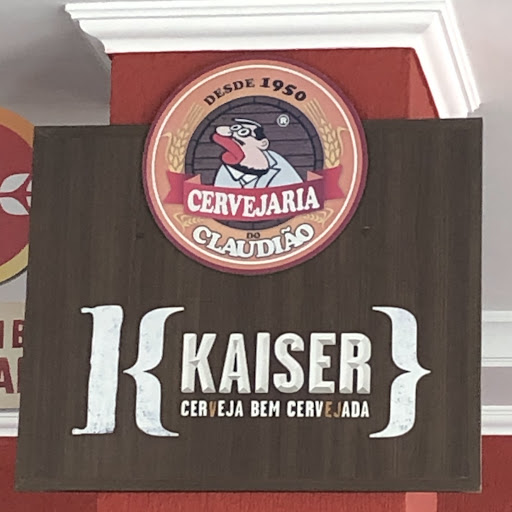 DESDE 1950
®
CERVEJARIA
DO
CLAUDIÃO
K
KAISER
CERVEJA BEM CERVEJADA